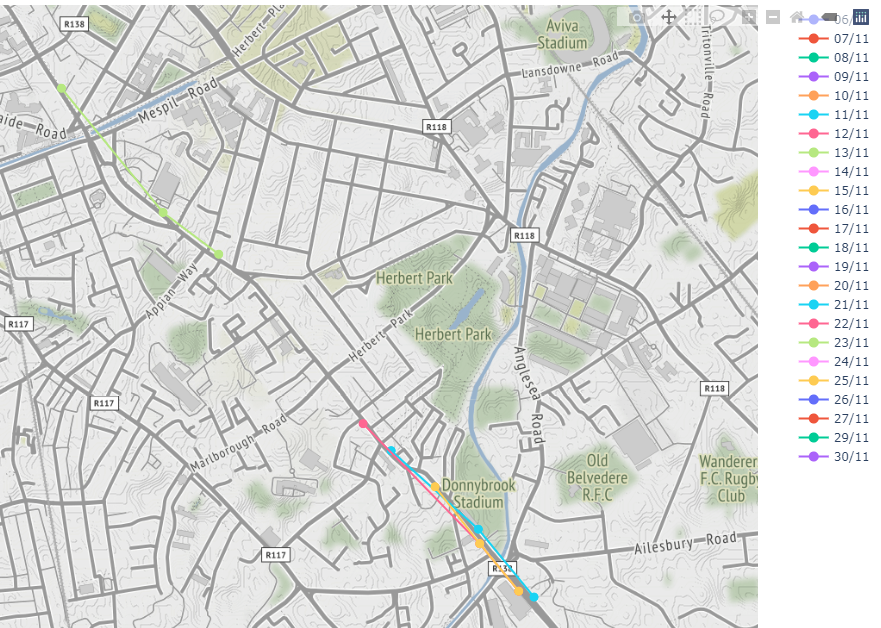 R138
Herbert Pla
Aviva
Stadium
Lansdowne Road
Tritonville Road
Mespil Road
aide Road
R118
R118
Herbert Park
Appian Way
R117
Herbert Park
Herbert Park
Anglesea Road
R118
R117
Marlborough Road
Donnybrook
Stadium
Old
Belvedere
R.F.C
Wanderer
F.C. Rugby
Club
Ailesbury Road
R117
R138
06/11
07/11
08/11
09/11
10/11
11/11
12/11
13/11
14/11
15/11
16/11
17/11
18/11
19/11
20/11
21/11
22/11
23/11
24/11
25/11
26/11
27/11
29/11
30/11